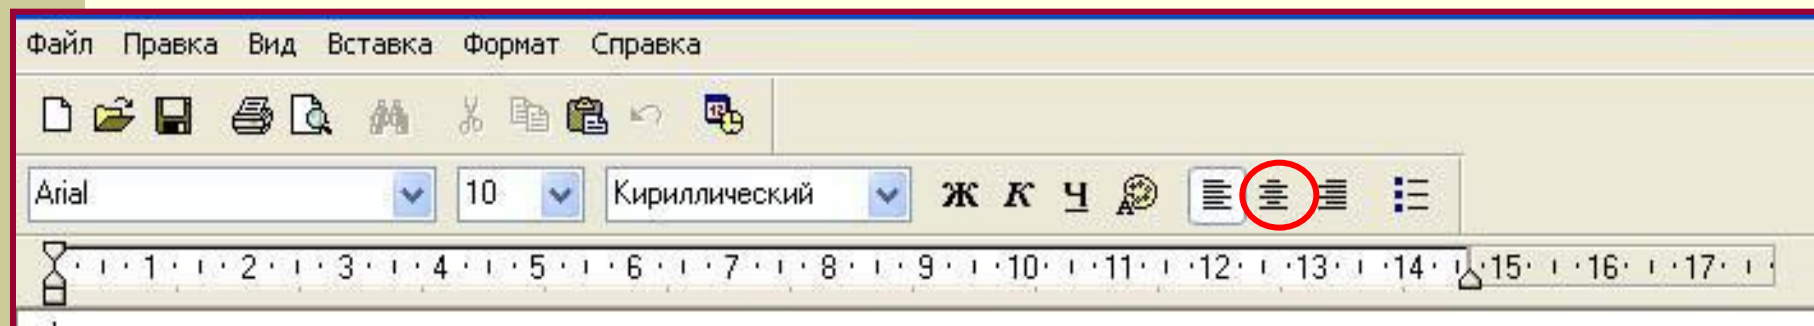 Файл Правка Вид Вставка Формат Справка
12
Arial 10 Кириллический Ж К Ч A
1 2 3 4 5 6 7 8 9 10 11 12 13 14 15 16 17